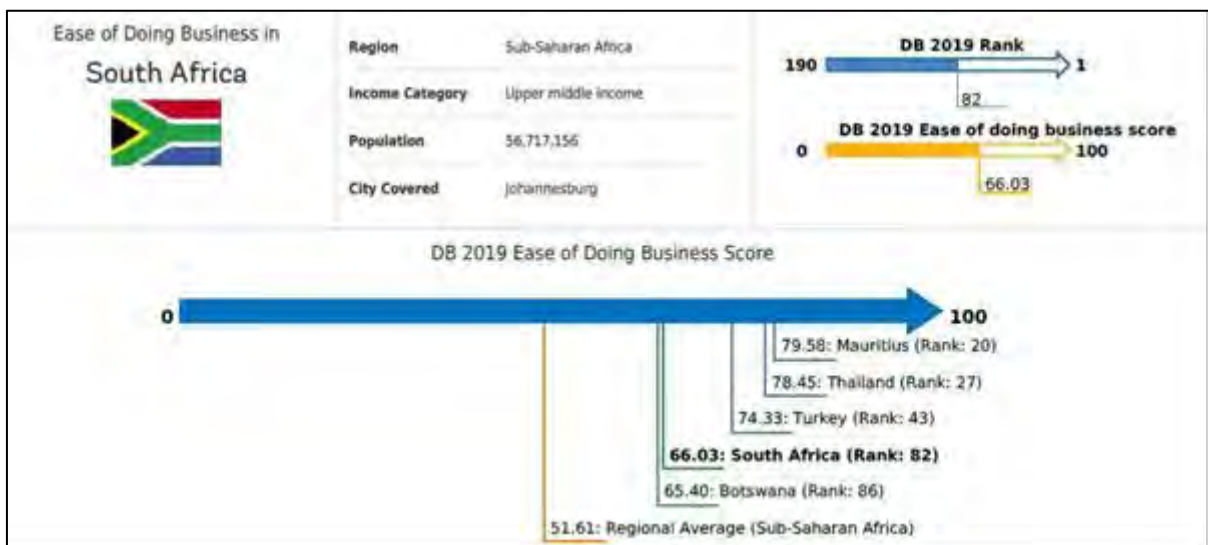 Ease of Doing Business in
South Africa
Region Sub-Saharan Africa
Income Category Upper middle income
Population 56,717,156
City Covered Johannesburg
DB 2019 Rank
190 1
82
DB 2019 Ease of doing business score
0 100
66.03
DB 2019 Ease of Doing Business Score
0 100
79.58: Mauritius (Rank: 20)
78.45: Thailand (Rank: 27)
74.33: Turkey (Rank: 43)
66.03: South Africa (Rank: 82)
65.40: Botswana (Rank: 86)
51.61: Regional Average (Sub-Saharan Africa)